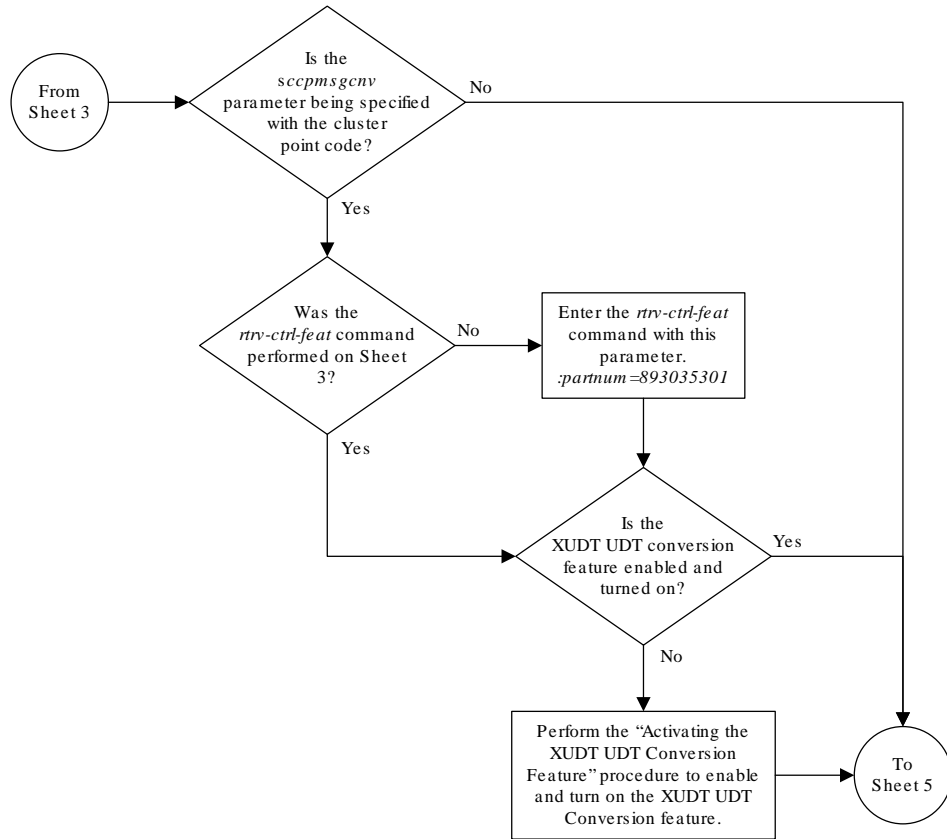 From
Sheet 3
Is the
sccpmsgcnv
parameter being specified
with the cluster
point code?
No
Yes
Was the
rtrv-ctrl-feat command
performed on Sheet
3?
No
Enter the rtrv-ctrl-feat
command with this
parameter.
:partnum=893035301
Yes
Is the
XUDT UDT conversion
feature enabled and
turned on?
Yes
No
Perform the “Activating the
XUDT UDT Conversion
Feature” procedure to enable
and turn on the XUDT UDT
Conversion feature.
To
Sheet 5